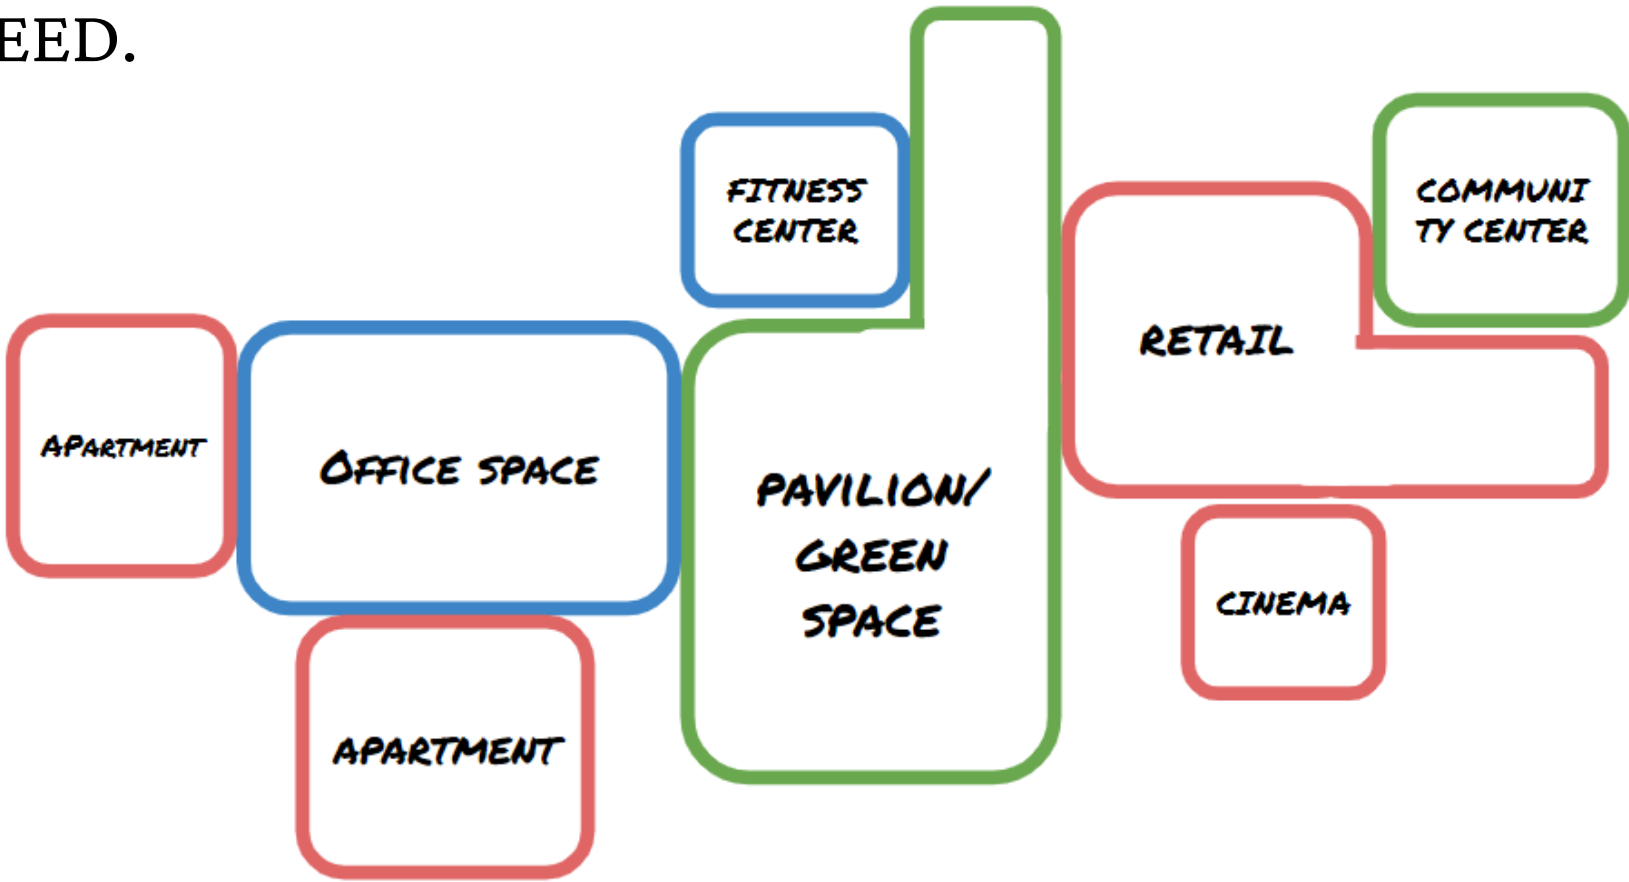 EED.
FITNESS
CENTER
COMMUNI
TY CENTER
RETAIL
APARTMENT
OFFICE SPACE
PAVILION/
GREEN
SPACE
CINEMA
APARTMENT